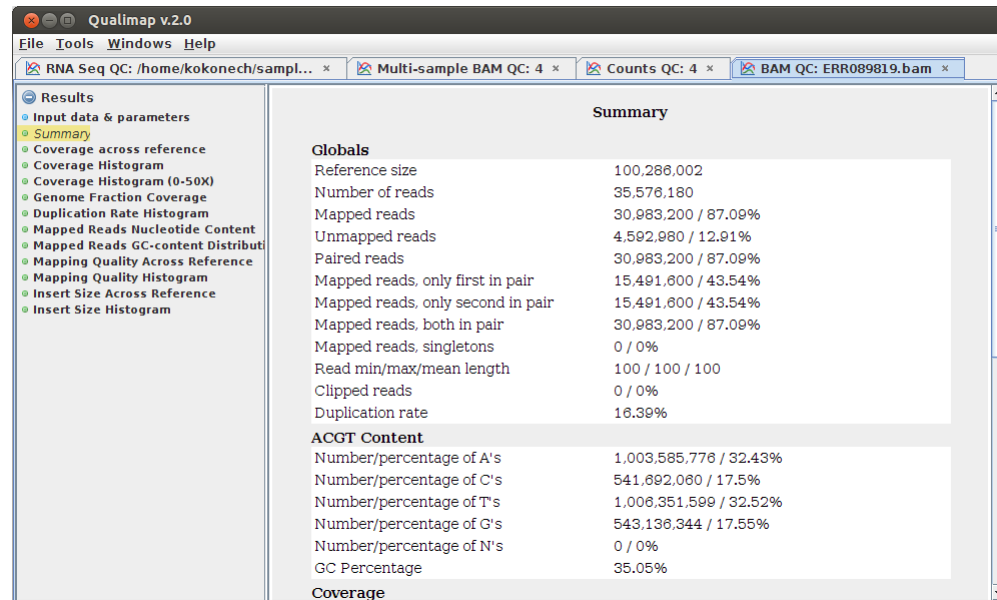 Qualimap v.2.0
File Tools Windows Help
RNA Seq QC: /home/kokonech/sampl... × Multi-sample BAM QC: 4 × Counts QC: 4 × BAM QC: ERR089819.bam ×
Results
Input data & parameters
Summary
Coverage across reference
Coverage Histogram
Coverage Histogram (0-50X)
Genome Fraction Coverage
Duplication Rate Histogram
Mapped Reads Nucleotide Content
Mapped Reads GC-content Distributi
Mapping Quality Across Reference
Mapping Quality Histogram
Insert Size Across Reference
Insert Size Histogram
Summary
Globals
Reference size 100,286,002
Number of reads 35,576,180
Mapped reads 30,983,200 / 87.09%
Unmapped reads 4,592,980 / 12.91%
Paired reads 30,983,200 / 87.09%
Mapped reads, only first in pair 15,491,600 / 43.54%
Mapped reads, only second in pair 15,491,600 / 43.54%
Mapped reads, both in pair 30,983,200 / 87.09%
Mapped reads, singletons 0 / 0%
Read min/max/mean length 100 / 100 / 100
Clipped reads 0 / 0%
Duplication rate 16.39%
ACGT Content
Number/percentage of A's 1,003,585,776 / 32.43%
Number/percentage of C's 541,692,060 / 17.5%
Number/percentage of T's 1,006,351,599 / 32.52%
Number/percentage of G's 543,136,344 / 17.55%
Number/percentage of N's 0 / 0%
GC Percentage 35.05%
Coverage